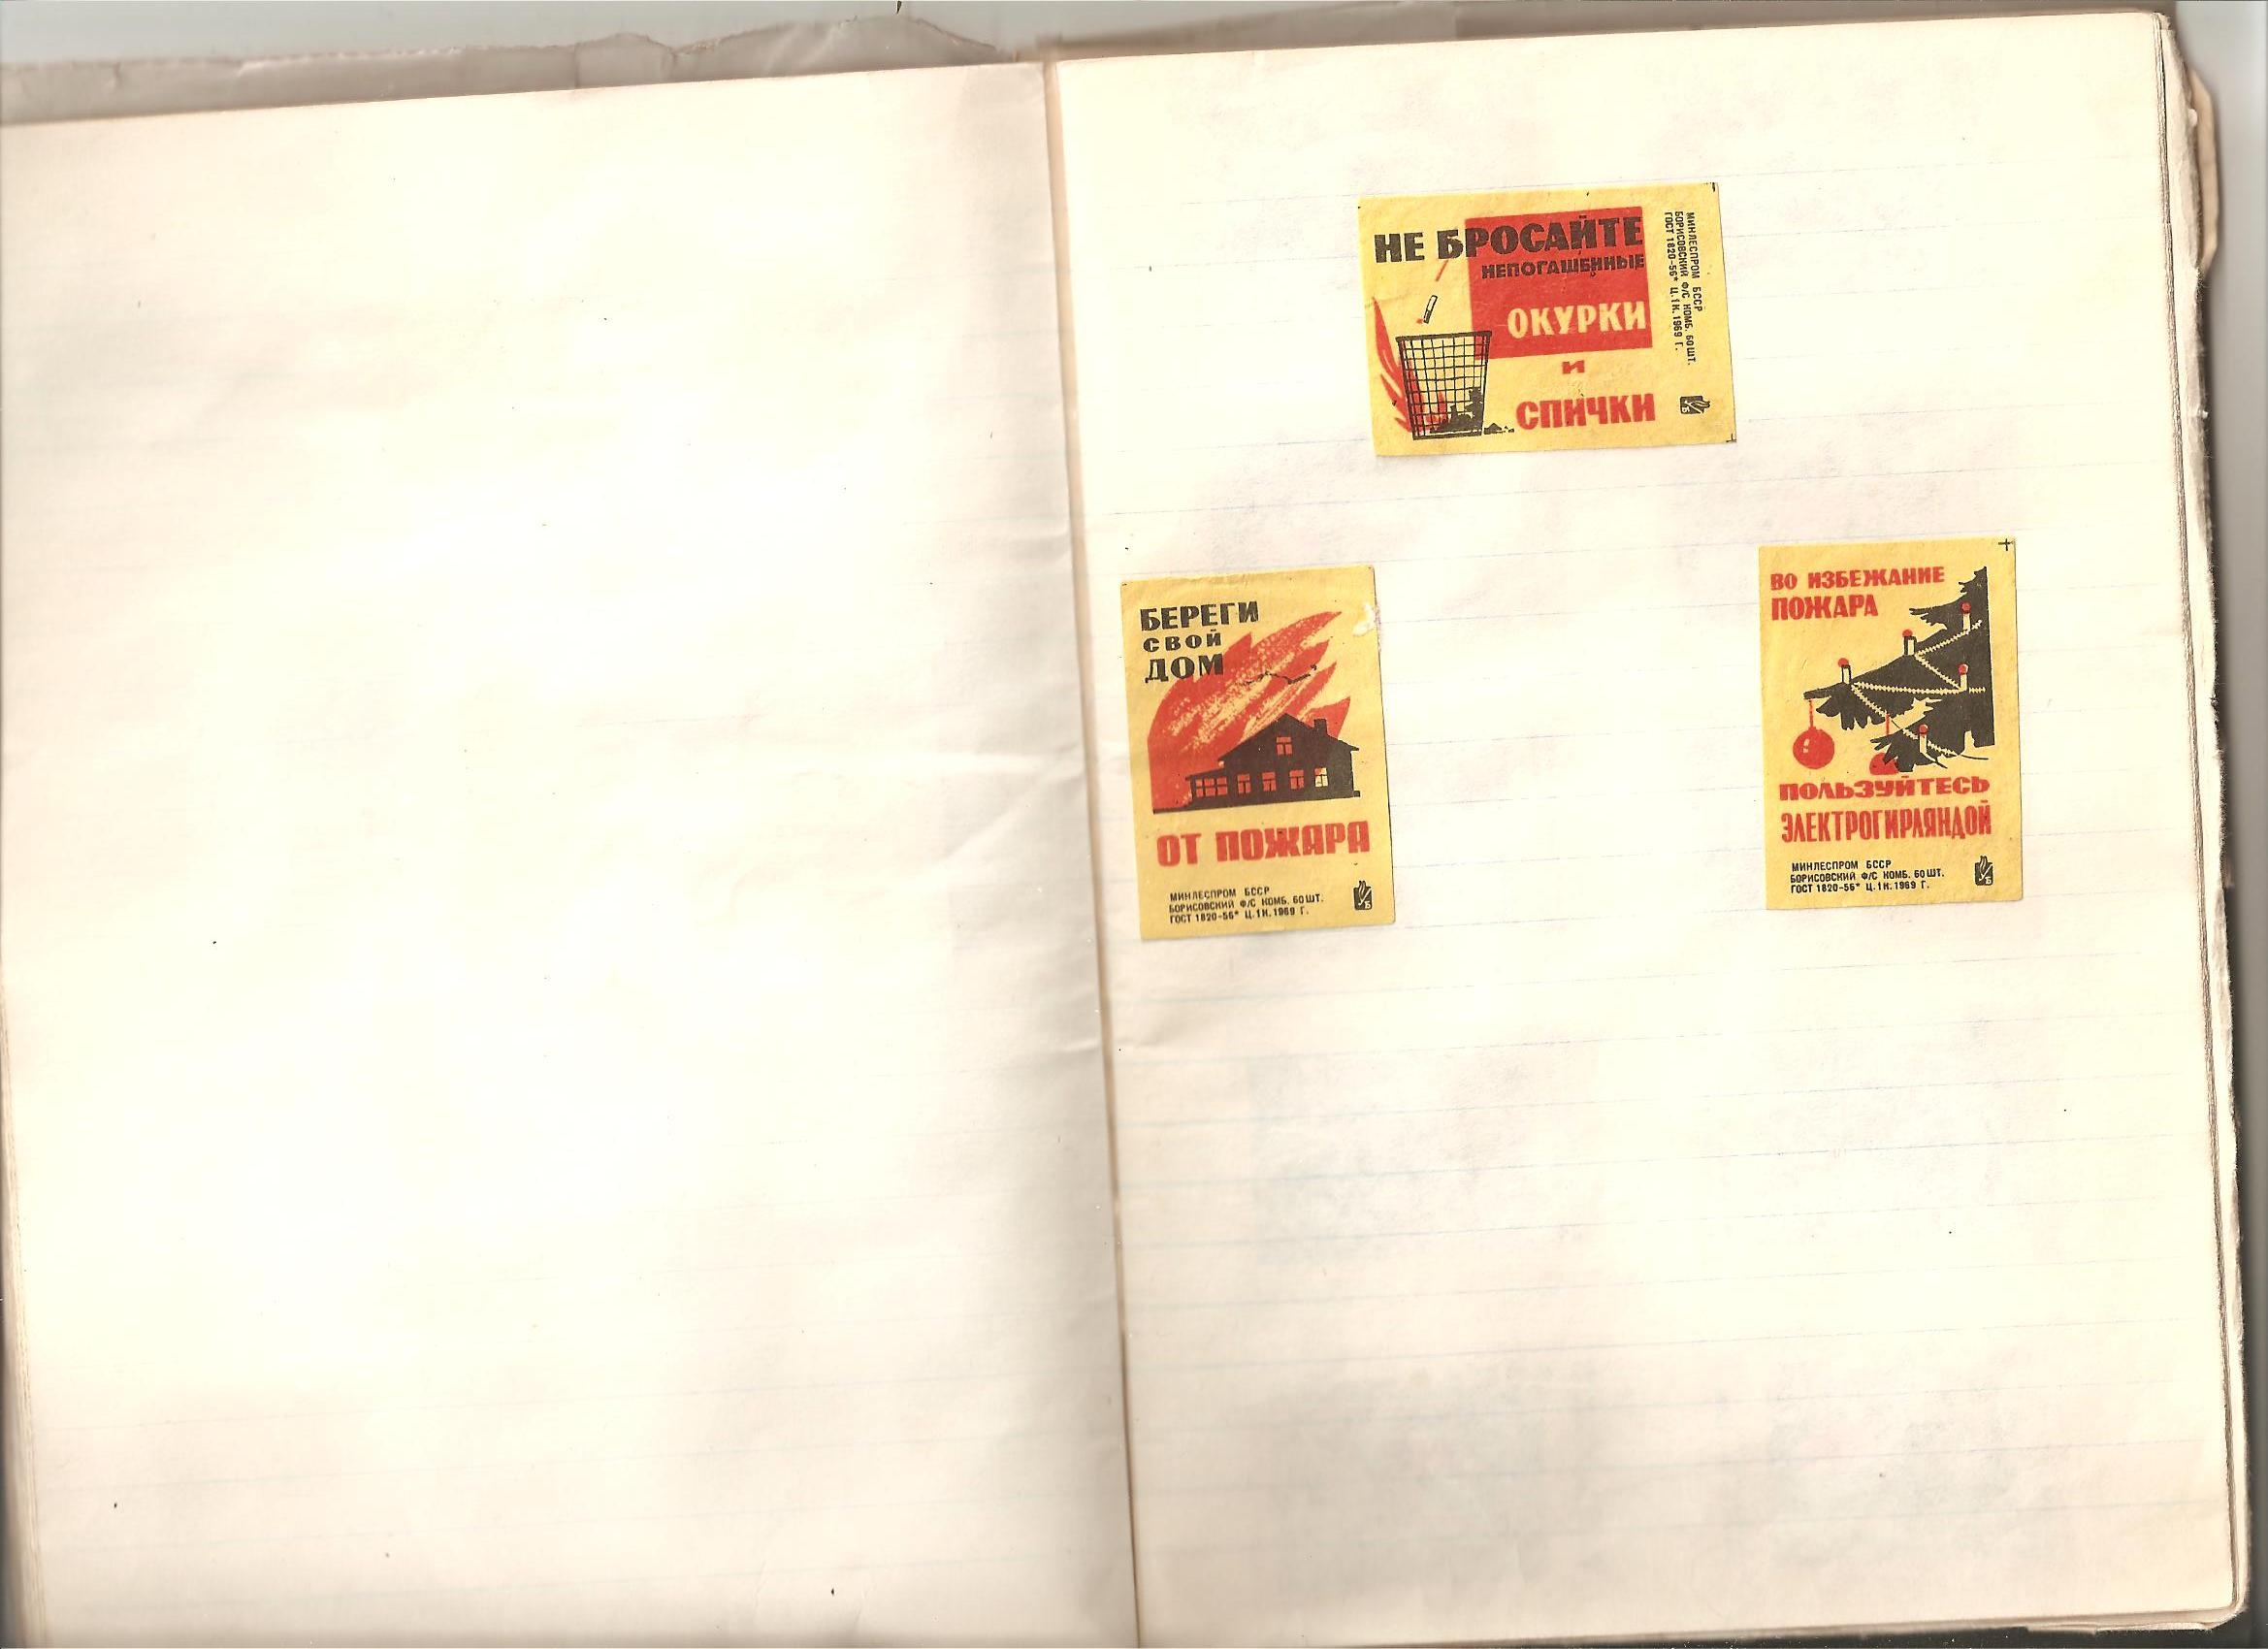 НЕ БРОСАЙТЕ
НЕПОГАШЕННЫЕ
ОКУРКИ
И
СПИЧКИ
МИНЛЕСПРОМ БССР
БОРИСОВСКИЙ Ф/С КОМБ. 60 ШТ.
ГОСТ 1820-56* Ц. 1 К. 1969 Г.
БЕРЕГИ
СВОЙ
ДОМ
ОТ ПОЖАРА
МИНЛЕСПРОМ БССР
БОРИСОВСКИЙ Ф/С КОМБ. 60 ШТ.
ГОСТ 1820-56* Ц. 1 К. 1969 Г.
ВО ИЗБЕЖАНИЕ
ПОЖАРА
ПОЛЬЗУЙТЕСЬ
ЭЛЕКТРОГИРЛЯНДОЙ
МИНЛЕСПРОМ БССР
БОРИСОВСКИЙ Ф/С КОМБ. 60 ШТ.
ГОСТ 1820-56* Ц. 1 К. 1969 Г.